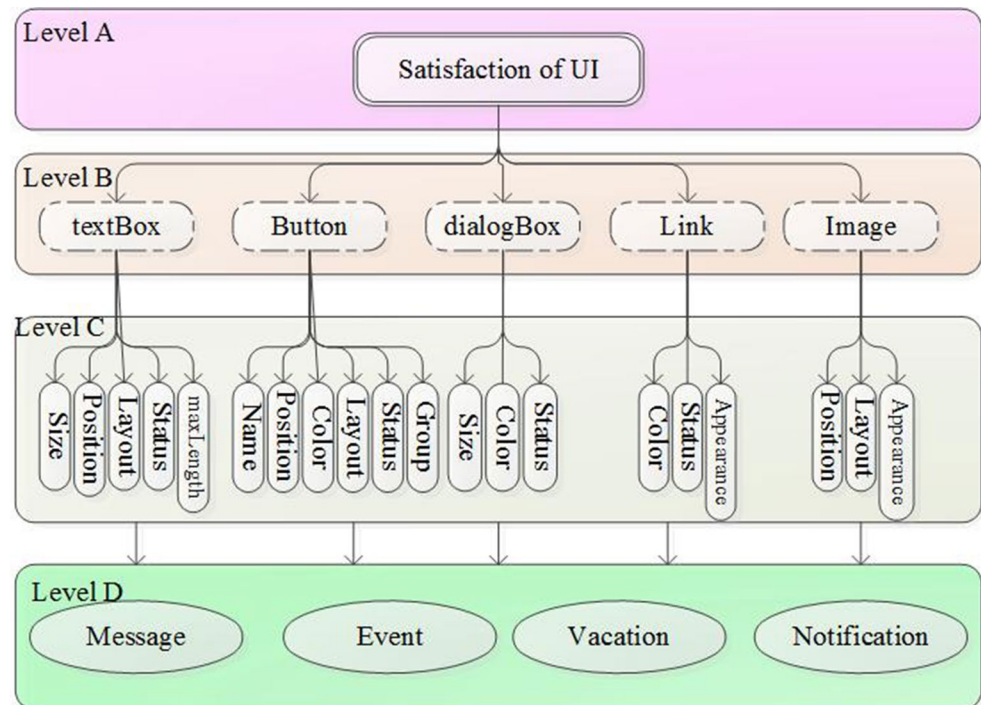 Level A
Satisfaction of UI
Level B
textBox
Button
dialogBox
Link
Image
Level C
Size
Position
Layout
Status
maxLength
Name
Position
Color
Layout
Status
Group
Size
Color
Status
Color
Status
Appearance
Position
Layout
Appearance
Level D
Message
Event
Vacation
Notification